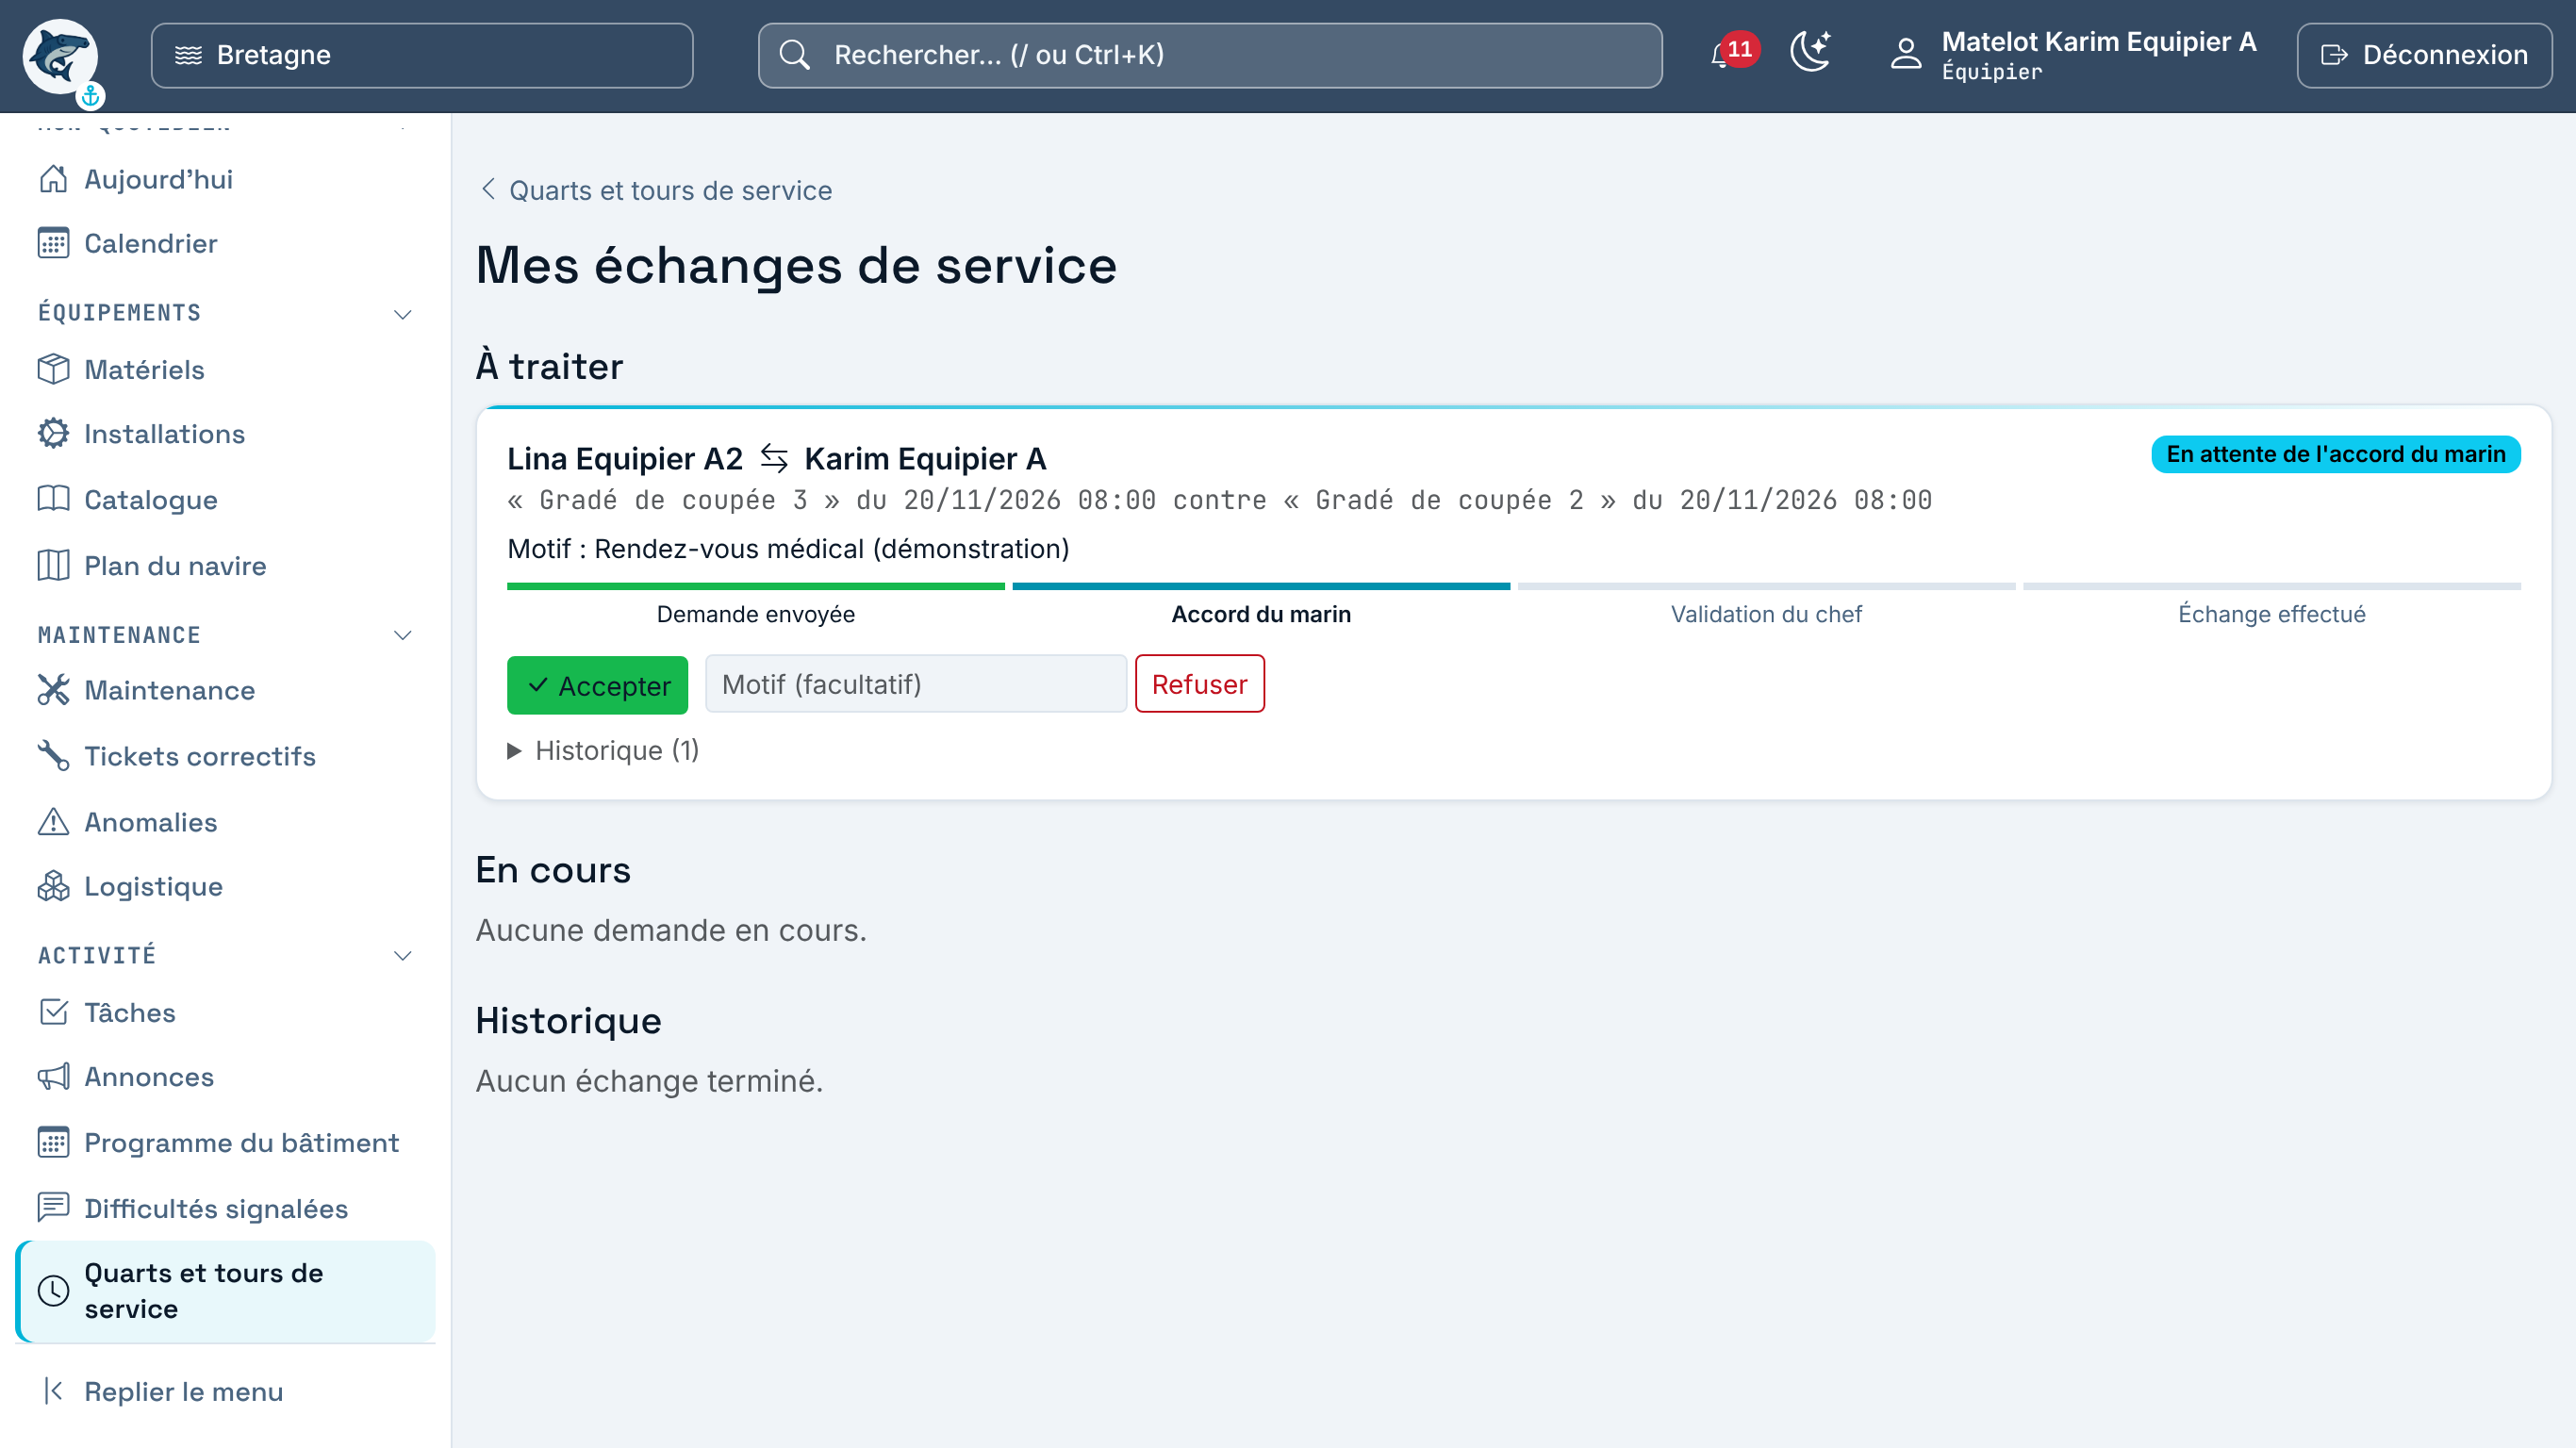 Bretagne
Rechercher... (/ ou Ctrl+K)
11
Matelot Karim Equipier A
Équipier
Déconnexion
Aujourd’hui
Calendrier
ÉQUIPEMENTS
Matériels
Installations
Catalogue
Plan du navire
MAINTENANCE
Maintenance
Tickets correctifs
Anomalies
Logistique
ACTIVITÉ
Tâches
Annonces
Programme du bâtiment
Difficultés signalées
Quarts et tours de
service
Replier le menu
Quarts et tours de service
Mes échanges de service
À traiter
Lina Equipier A2 ⇆ Karim Equipier A
En attente de l'accord du marin
« Gradé de coupée 3 » du 20/11/2026 08:00 contre « Gradé de coupée 2 » du 20/11/2026 08:00
Motif : Rendez-vous médical (démonstration)
Demande envoyée
Accord du marin
Validation du chef
Échange effectué
Accepter
Motif (facultatif)
Refuser
Historique (1)
En cours
Aucune demande en cours.
Historique
Aucun échange terminé.